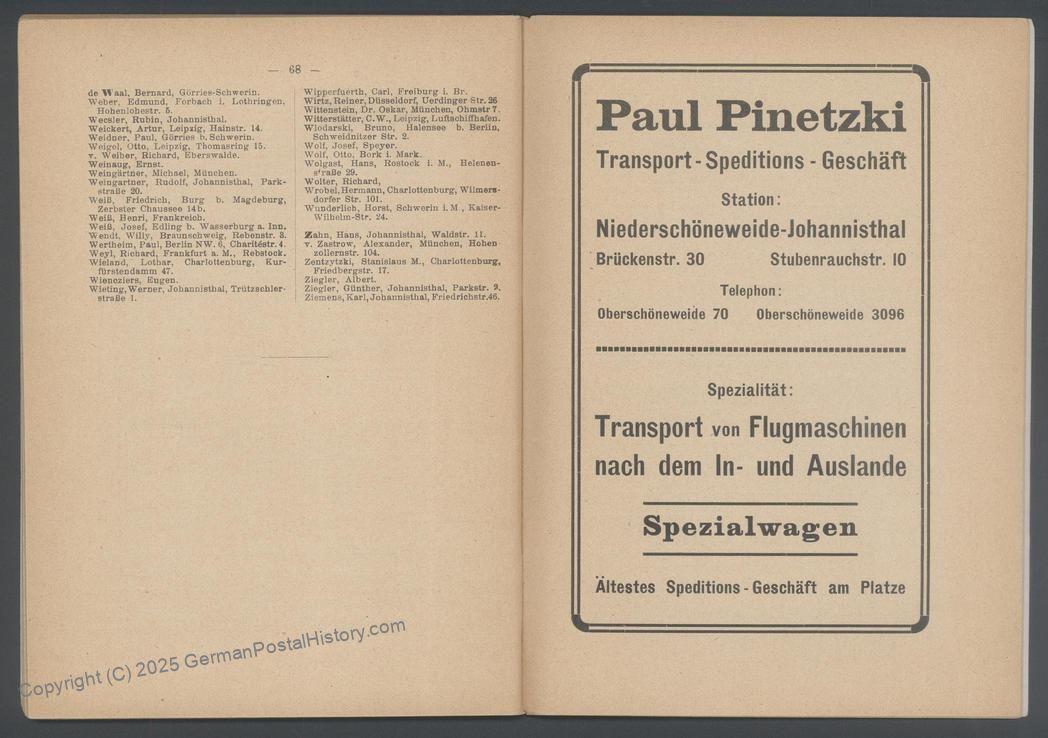 — 68 —
de Waal, Bernard, Görries-Schwerin.
Weber, Edmund, Forbach i. Lothringen,
Hohenlohestr. 5.
Wecsler, Rubin, Johannisthal.
Weickert, Artur, Leipzig, Hainstr. 14.
Weidner, Paul, Görries b. Schwerin.
Weigel, Otto, Leipzig, Thomasring 15.
v. Weiher, Richard, Eberswalde.
Weinaug, Ernst.
Weingärtner, Michael, München.
Weingartner, Rudolf, Johannisthal, Park-
straße 20.
Weiß, Friedrich, Burg b. Magdeburg,
Zerbster Chaussee 14b.
Weiß, Henri, Frankreich.
Weiß, Josef, Edling b. Wasserburg a. Inn.
Wendt, Willy, Braunschweig, Rebenstr. 3.
Wertheim, Paul, Berlin NW. 6, Charitéstr. 4.
Weyl, Richard, Frankfurt a. M., Rebstock.
Wieland, Lothar, Charlottenburg, Kur-
fürstendamm 47.
Wiencziers, Eugen.
Wieting, Werner, Johannisthal, Trützschler-
straße 1.
Wipperfuerth, Carl, Freiburg i. Br.
Wirtz, Reiner, Düsseldorf, Uerdinger Str. 26
Wittenstein, Dr. Oskar, München, Ohmstr 7.
Witterstätter, C. W., Leipzig, Luftschiffhafen.
Wlodarski, Bruno, Halensee b. Berlin,
Schweidnitzer Str. 2.
Wolf, Josef, Speyer.
Wolf, Otto, Bork i. Mark.
Wolgast, Hans, Rostock i. M., Helenen-
straße 29.
Wolter, Richard,
Wrobel, Hermann, Charlottenburg, Wilmers-
dorfer Str. 101.
Wunderlich, Horst, Schwerin i. M., Kaiser-
Wilhelm-Str. 24.
Zahn, Hans, Johannisthal, Waldstr. 11.
v. Zastrow, Alexander, München, Hohen
zollernstr. 104.
Zentzytzki, Stanislaus M., Charlottenburg,
Friedbergstr. 17.
Ziegler, Albert.
Ziegler, Günther, Johannisthal, Parkstr. 9.
Ziemens, Karl, Johannisthal, Friedrichstr. 46.
Paul Pinetzki
Transport-Speditions-Geschäft
Station:
Niederschöneweide-Johannisthal
Brückenstr. 30 Stubenrauchstr. 10
Telephon:
Oberschöneweide 70 Oberschöneweide 3096
Spezialität:
Transport von Flugmaschinen
nach dem In- und Auslande
Spezialwagen
Ältestes Speditions-Geschäft am Platze
Copyright (C) 2025 GermanPostalHistory.com